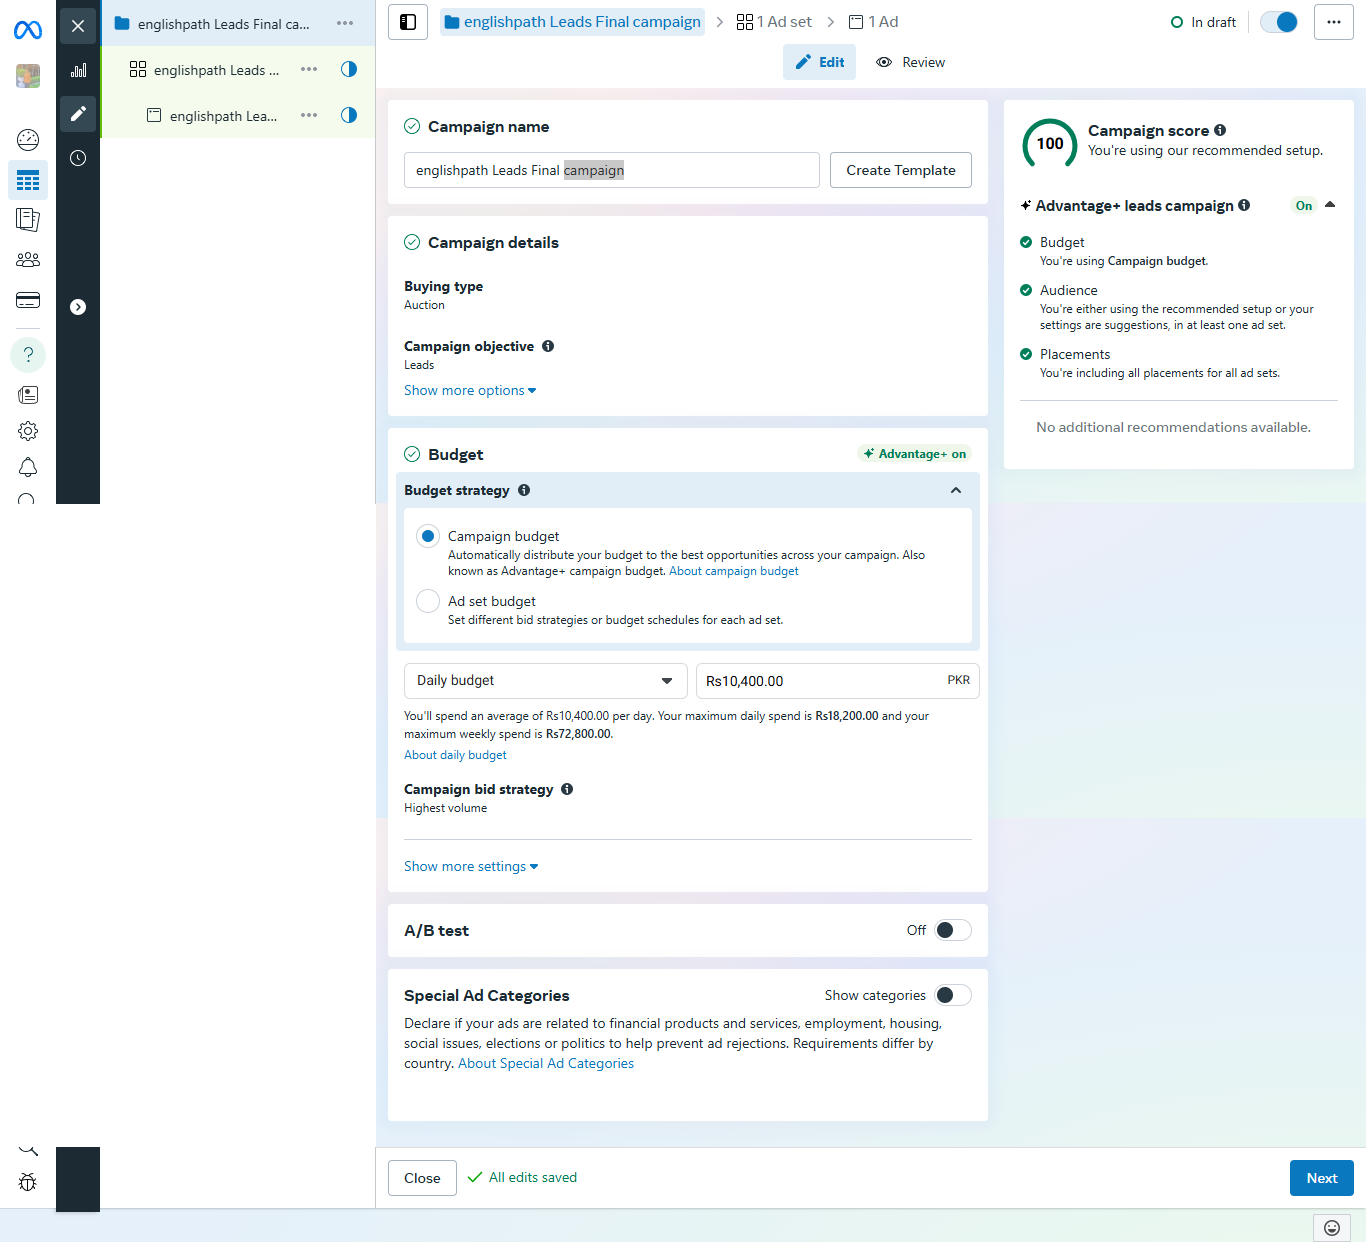 englishpath Leads Final ca...
englishpath Leads ...
englishpath Lea...
englishpath Leads Final campaign
1 Ad set
1 Ad
In draft
Edit
Review
Campaign name
englishpath Leads Final campaign
Create Template
Campaign details
Buying type
Auction
Campaign objective
Leads
Show more options
Budget
Advantage+ on
Budget strategy
Campaign budget
Automatically distribute your budget to the best opportunities across your campaign. Also
known as Advantage+ campaign budget. About campaign budget
Ad set budget
Set different bid strategies or budget schedules for each ad set.
Daily budget
Rs10,400.00
PKR
You'll spend an average of Rs10,400.00 per day. Your maximum daily spend is Rs18,200.00 and your
maximum weekly spend is Rs72,800.00.
About daily budget
Campaign bid strategy
Highest volume
Show more settings
A/B test
Off
Special Ad Categories
Show categories
Declare if your ads are related to financial products and services, employment, housing,
social issues, elections or politics to help prevent ad rejections. Requirements differ by
country. About Special Ad Categories
100
Campaign score
You're using our recommended setup.
Advantage+ leads campaign
On
Budget
You're using Campaign budget.
Audience
You're either using the recommended setup or your
settings are suggestions, in at least one ad set.
Placements
You're including all placements for all ad sets.
No additional recommendations available.
Close
All edits saved
Next